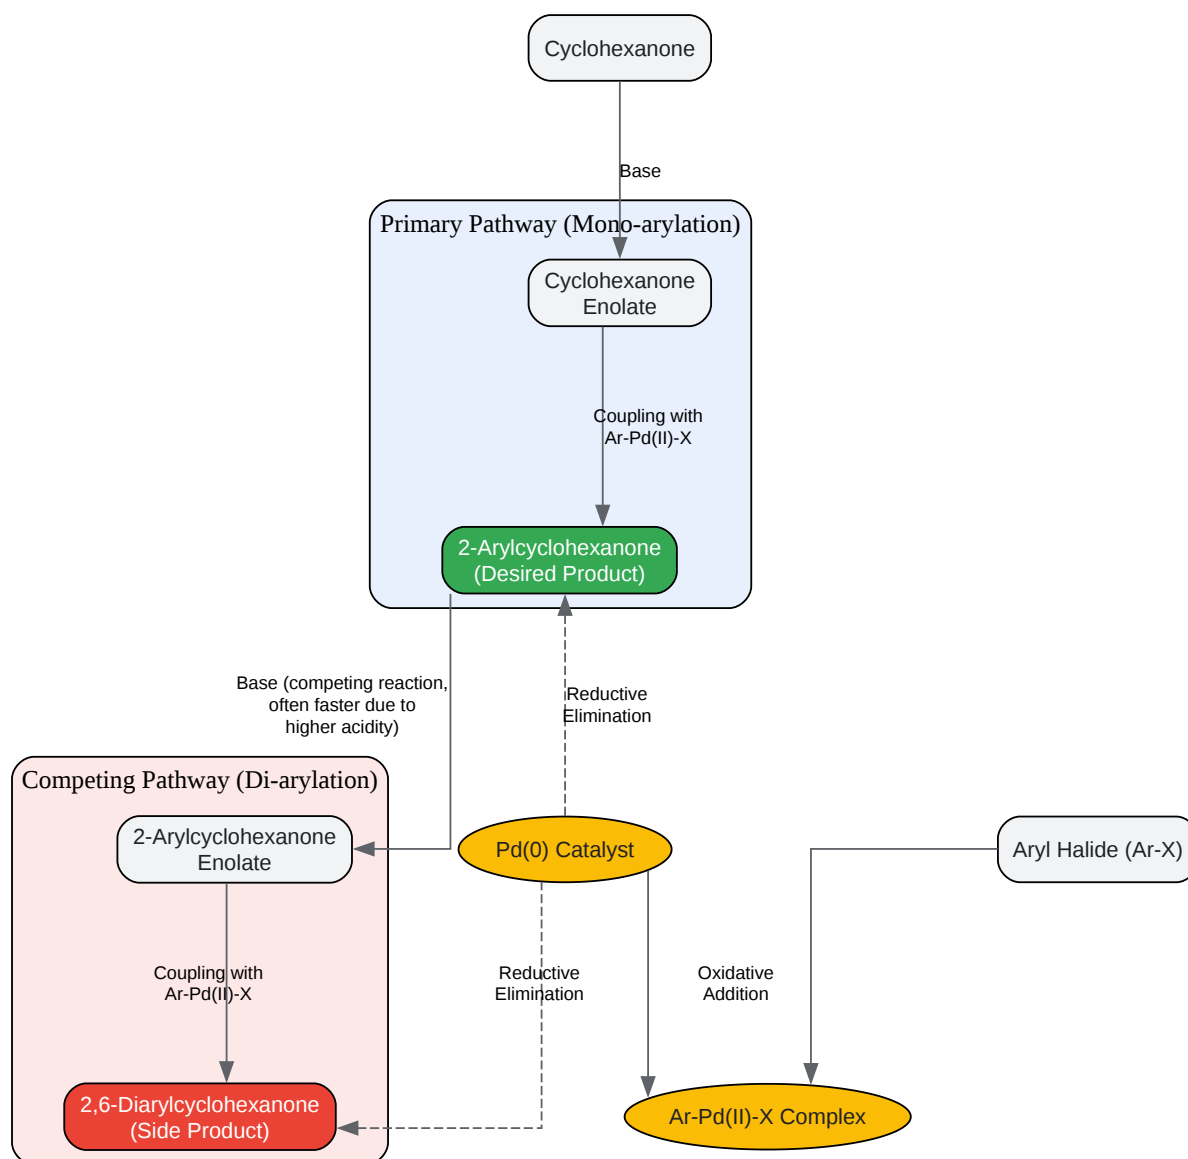 Cyclohexanone
Base
Primary Pathway (Mono-arylation)
Cyclohexanone
Enolate
Coupling with
Ar-Pd(II)-X
2-Arylcyclohexanone
(Desired Product)
Base (competing reaction,
often faster due to
higher acidity)
Reductive
Elimination
Competing Pathway (Di-arylation)
2-Arylcyclohexanone
Enolate
Pd(0) Catalyst
Aryl Halide (Ar-X)
Coupling with
Ar-Pd(II)-X
Reductive
Elimination
Oxidative
Addition
2,6-Diarylcyclohexanone
(Side Product)
Ar-Pd(II)-X Complex